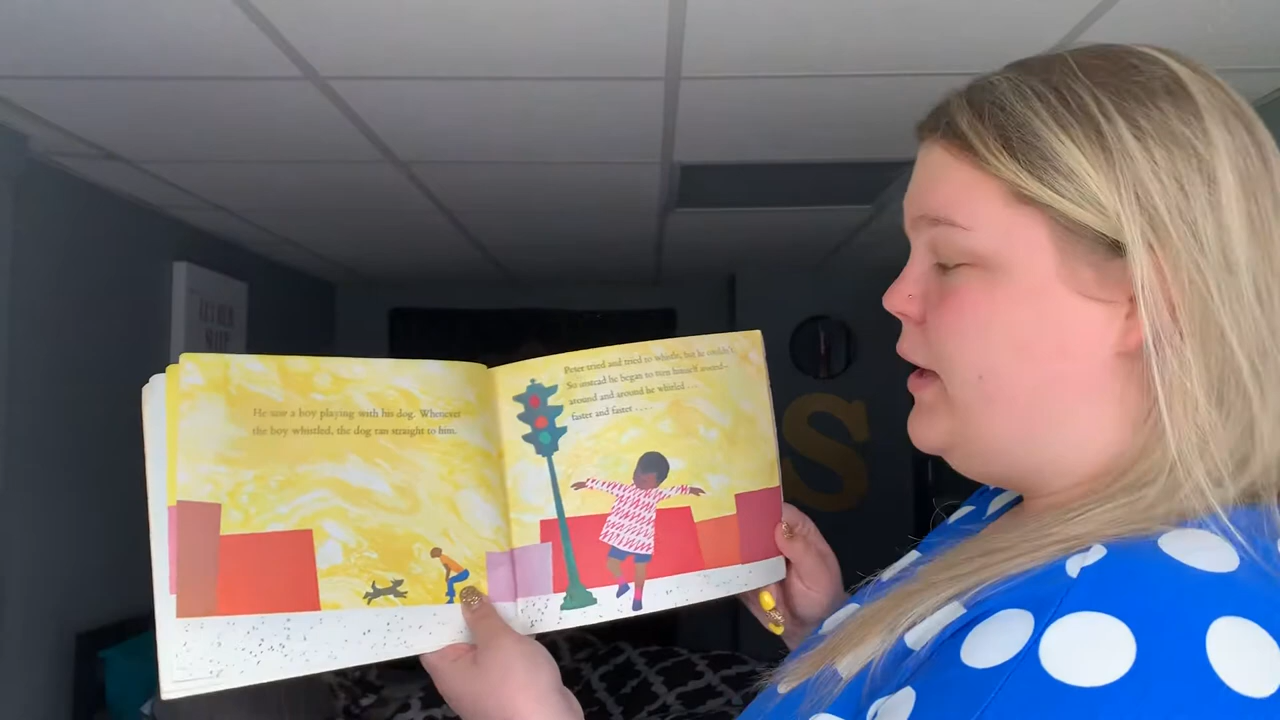 He saw a boy playing with his dog. Whenever
the boy whistled, the dog ran straight to him.
Peter tried and tried to whistle, but he couldn't.
So instead he began to turn himself around–
around and around he whirled . . .
faster and faster . . . .
S